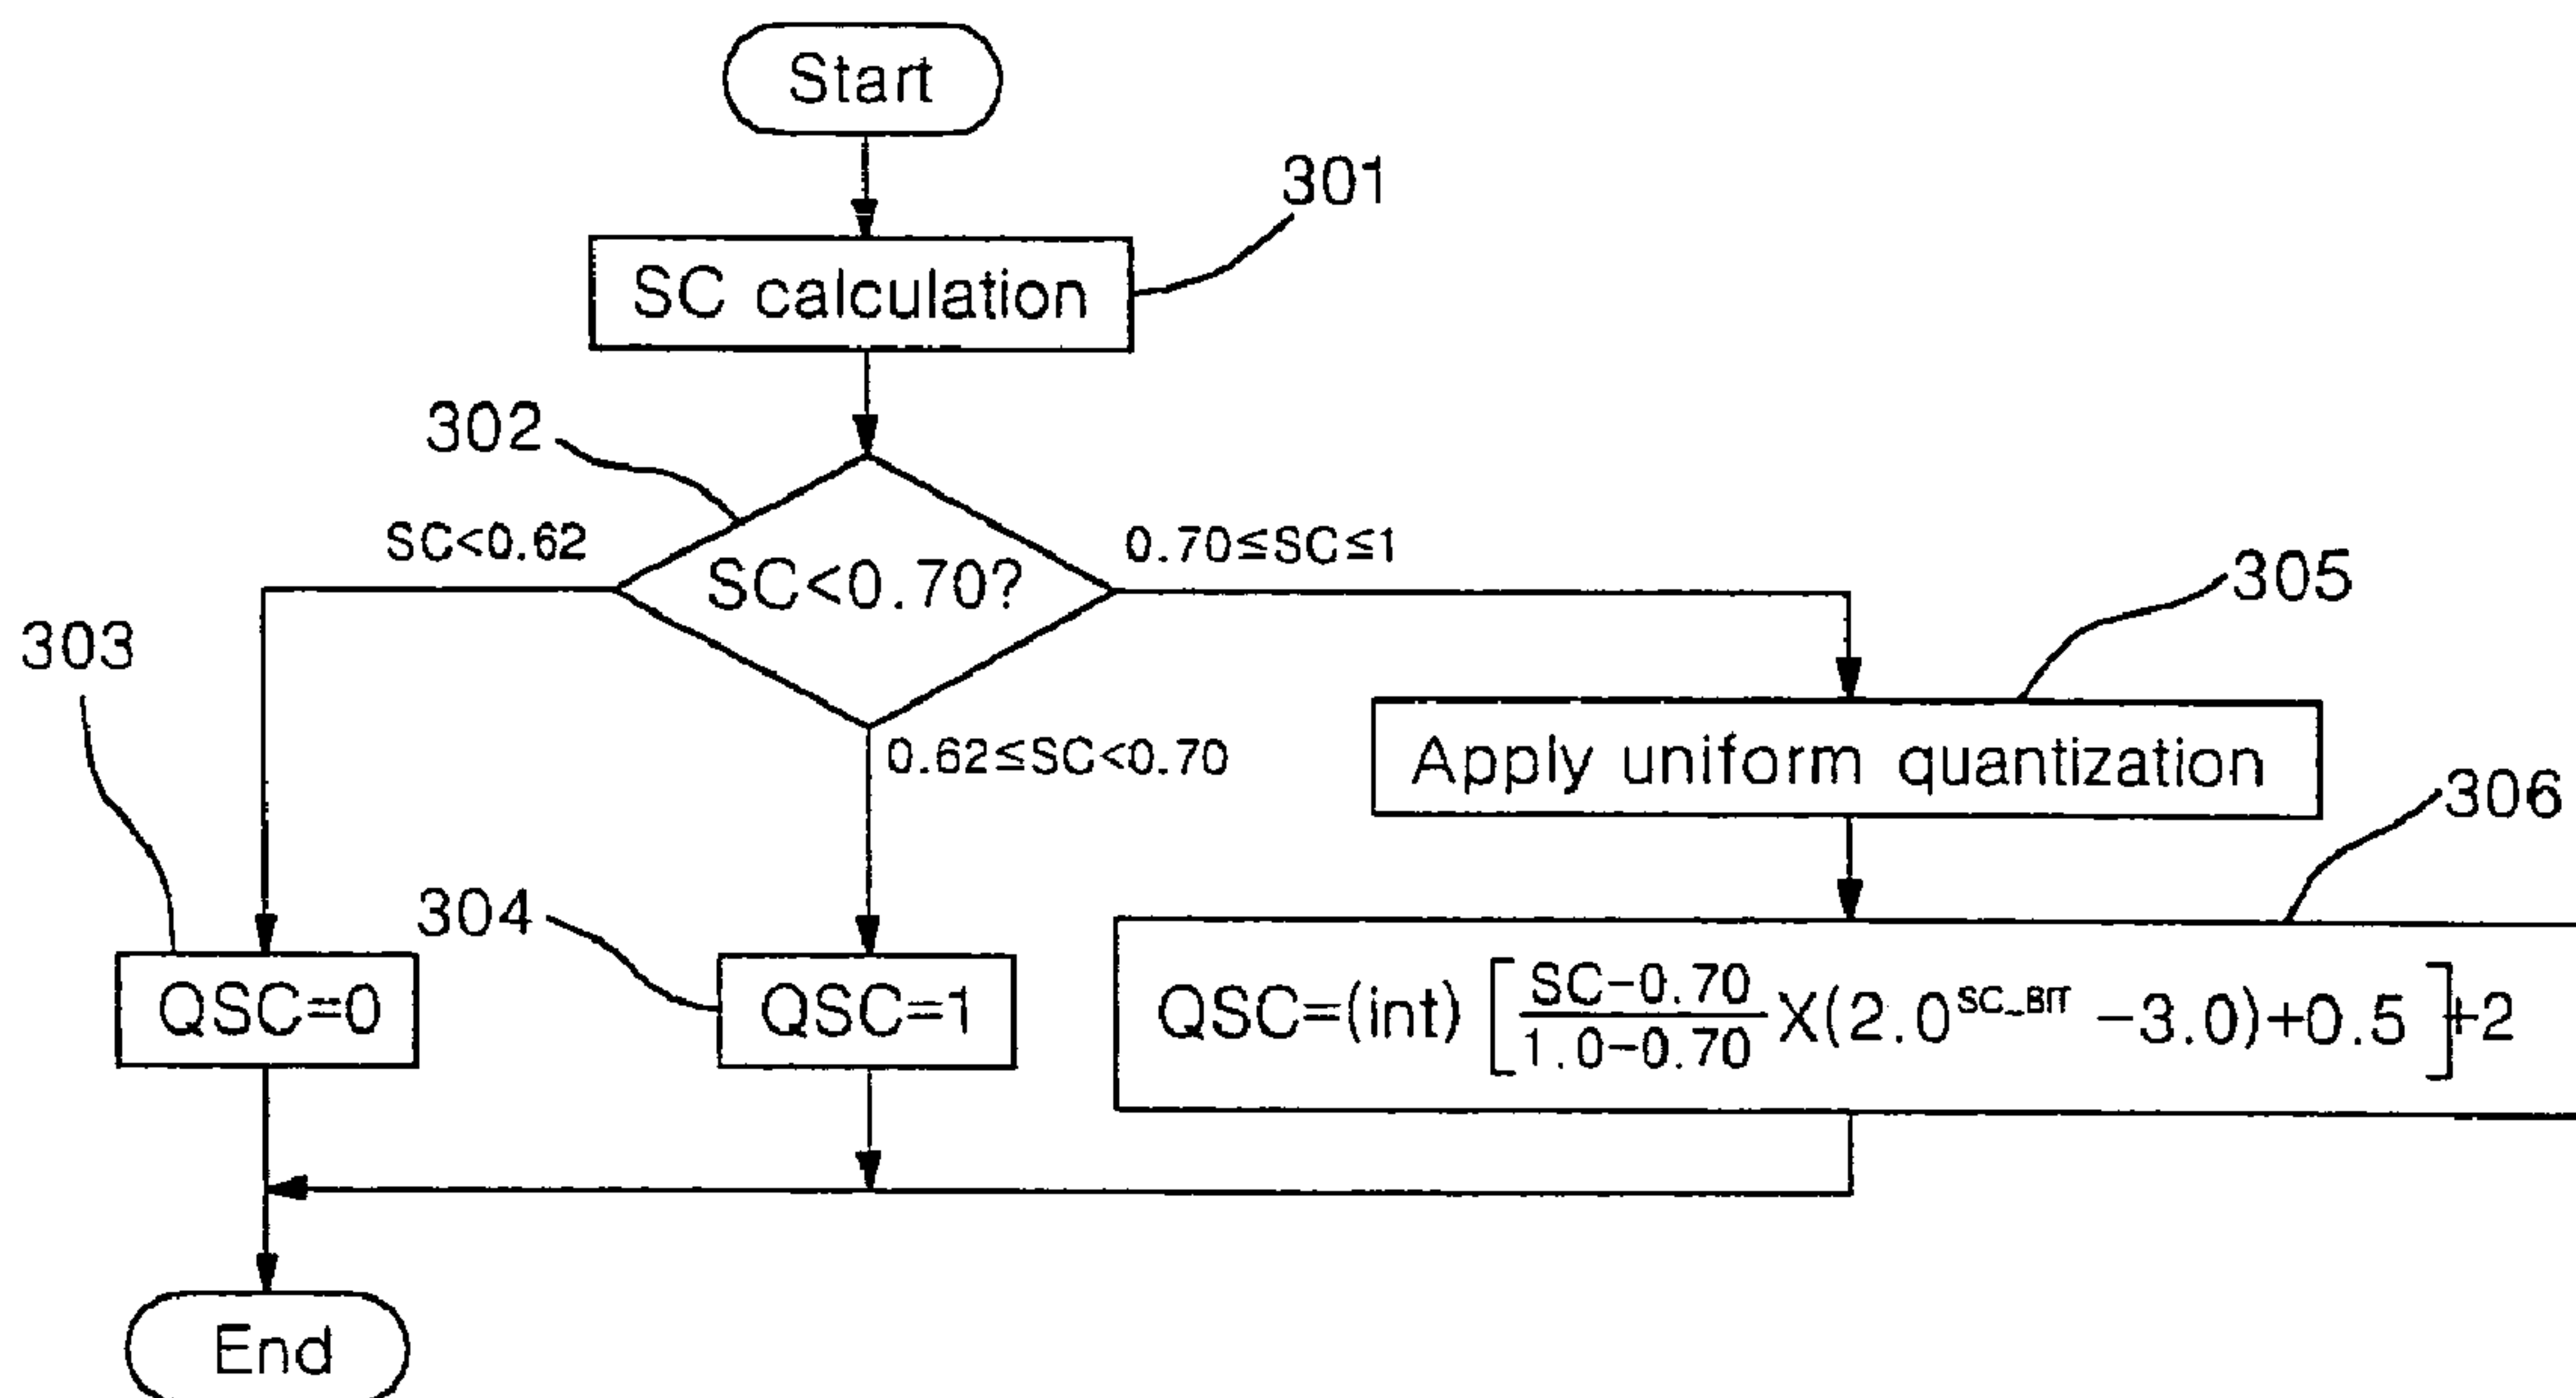 Start
301
SC calculation
302
SC<0.62
SC<0.70?
0.70≦SC≦1
305
303
0.62≦SC<0.70
Apply uniform quantization
306
304
QSC=0
QSC=1
QSC=(int) [SC-0.70/1.0-0.70 X(2.0^SC_BIT -3.0)+0.5]+2
End